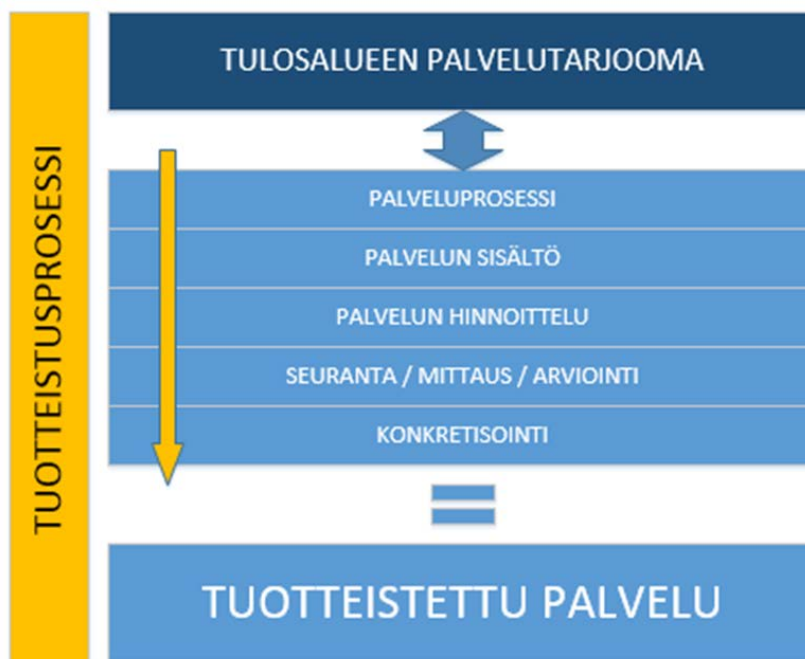 TUOTTEISTUSPROSESSI
TULOSALUEEN PALVELUTARJOOMA
PALVELUPROSESSI
PALVELUN SISÄLTÖ
PALVELUN HINNOITTELU
SEURANTA / MITTAUS / ARVIOINTI
KONKRETISOINTI
TUOTTEISTETTU PALVELU